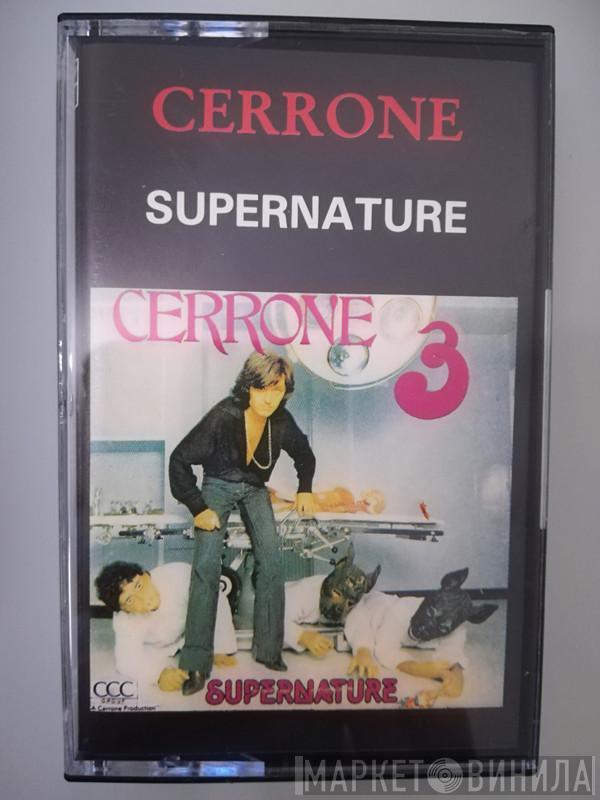 CERRONE
SUPERNATURE
CERRONE 3
SUPERNATURE
CCC
GROUP
A Cerrone Production
МАРКЕТ ВИНИЛА